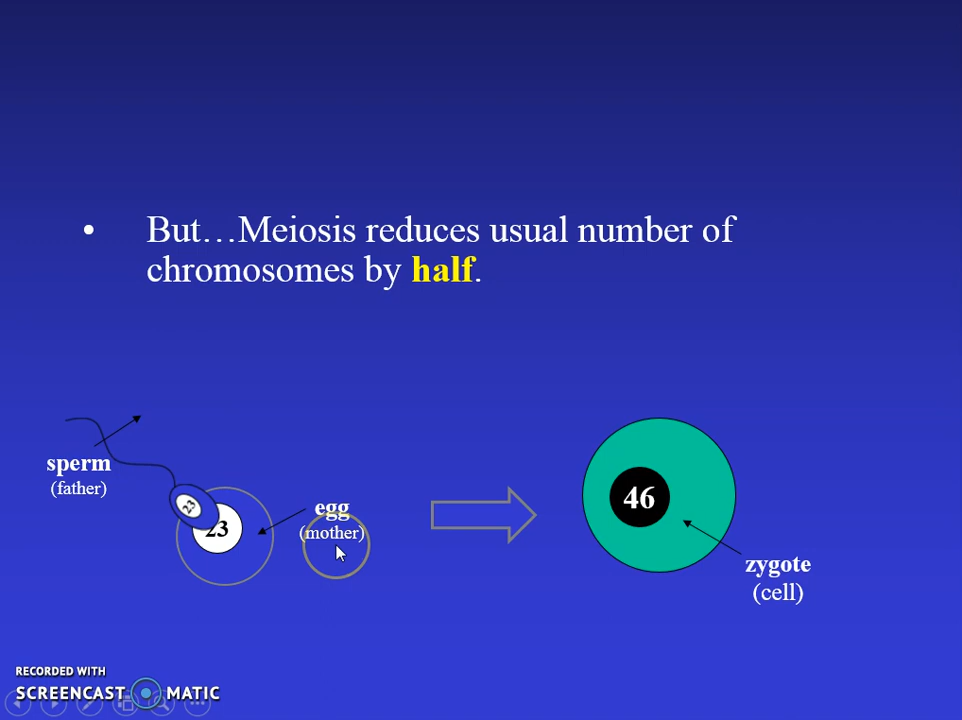 • But…Meiosis reduces usual number of
chromosomes by half.
sperm
(father)
23
23
egg
(mother)
46
zygote
(cell)
RECORDED WITH
SCREENCAST MATIC